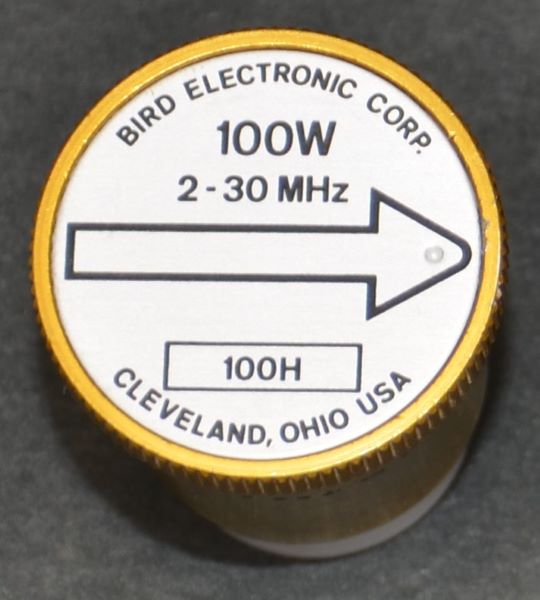 BIRD ELECTRONIC CORP.
100W
2-30 MHz
100H
CLEVELAND, OHIO USA